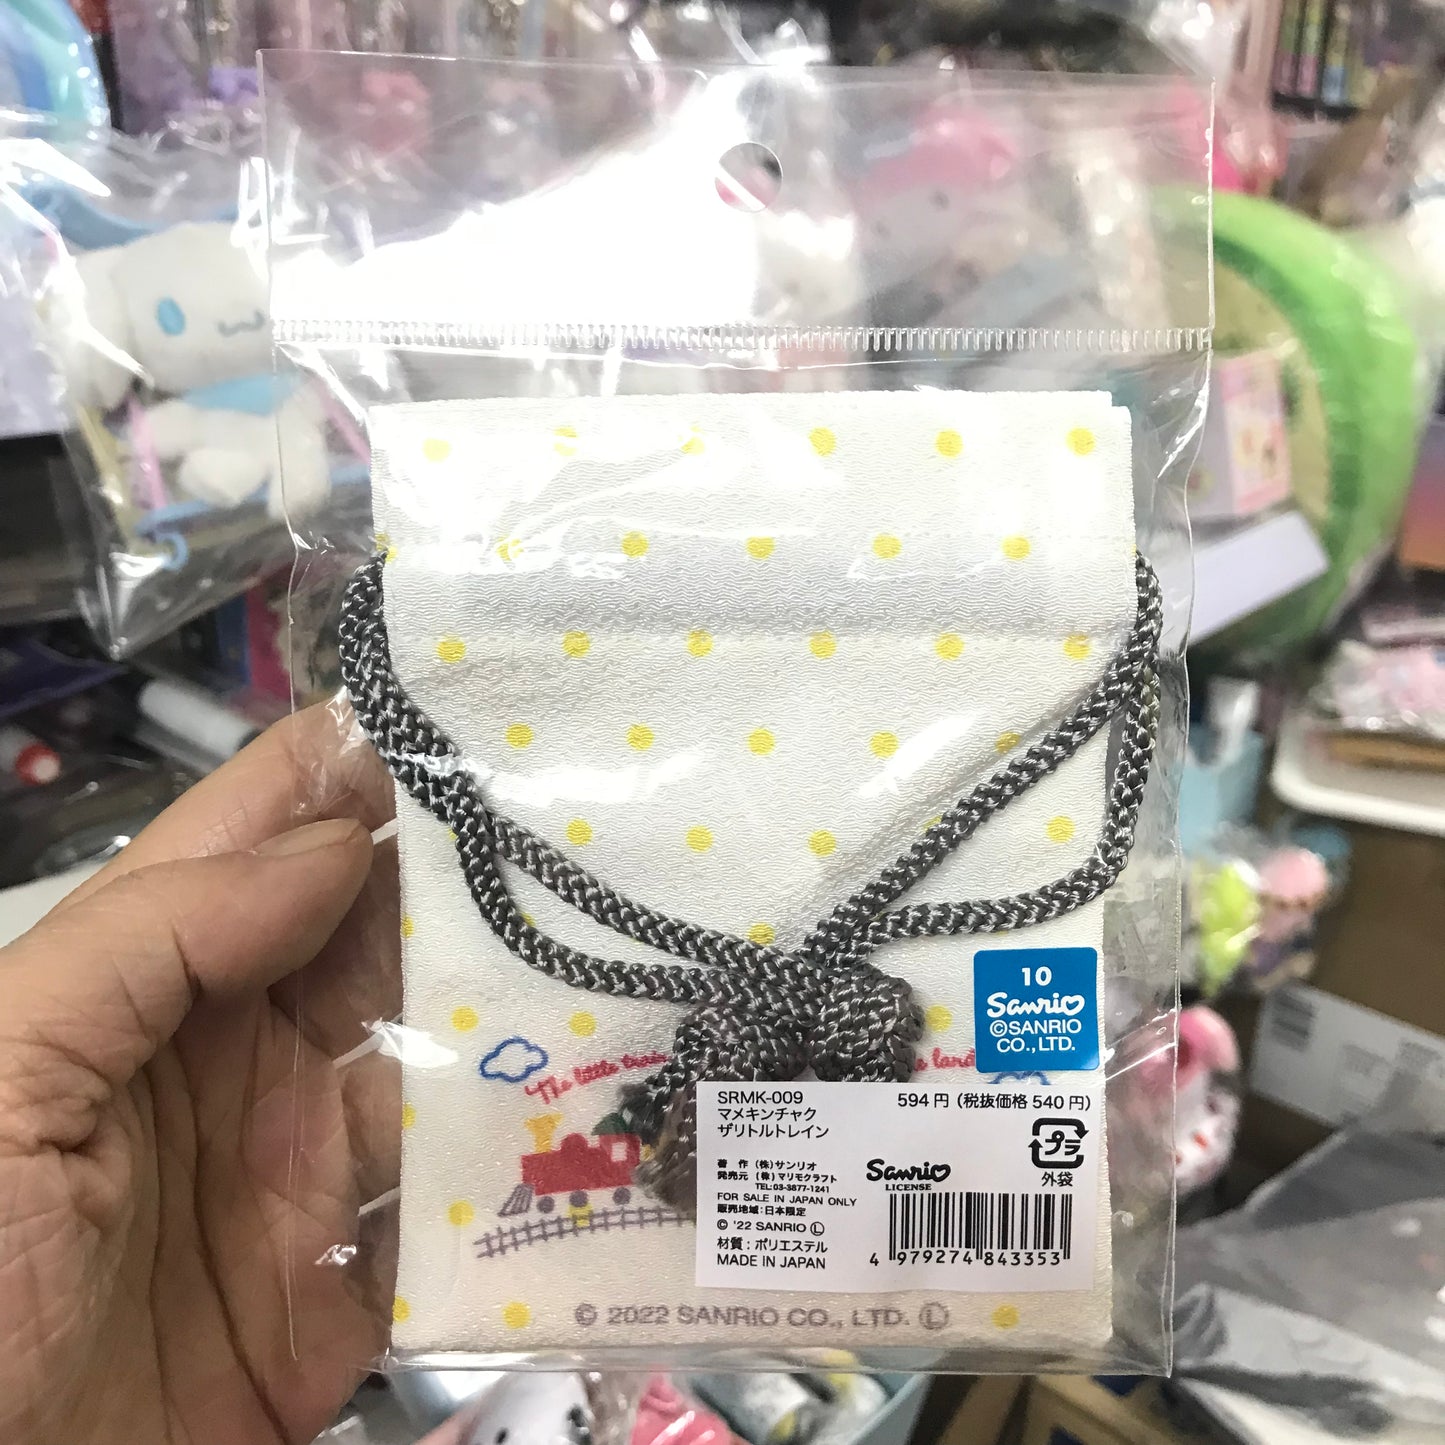 10
Sanrio
©SANRIO
CO.,LTD.
The little train
land
SRMK-009
594円（税抜価格540円）
マメキンチャク
ザリトルトレイン
プラ
外袋
著　作（株）サンリオ
発売元（株）マリモクラフト
TEL:03-3877-1241
FOR SALE IN JAPAN ONLY
販売地域：日本限定
© '22 SANRIO Ⓛ
材質：ポリエステル
MADE IN JAPAN
Sanrio
LICENSE
4 979274 843353
© 2022 SANRIO CO., LTD. Ⓛ